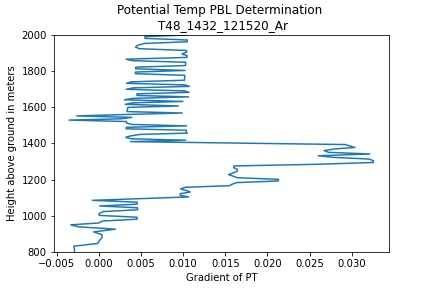 Potential Temp PBL Determination
T48_1432_121520_Ar
Height above ground in meters
2000
1800
1600
1400
1200
1000
800
−0.005 0.000 0.005 0.010 0.015 0.020 0.025 0.030
Gradient of PT